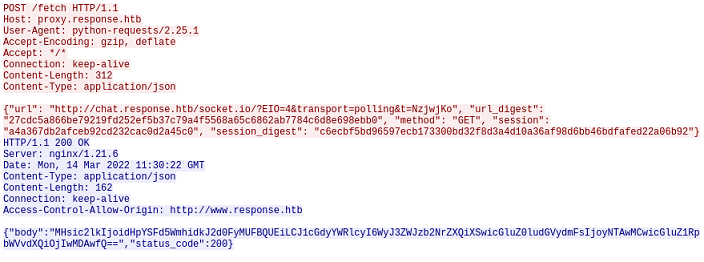 POST /fetch HTTP/1.1
Host: proxy.response.htb
User-Agent: python-requests/2.25.1
Accept-Encoding: gzip, deflate
Accept: */*
Connection: keep-alive
Content-Length: 312
Content-Type: application/json

{"url": "http://chat.response.htb/socket.io/?EIO=4&transport=polling&t=NzjwjKo", "url_digest":
"27cdc5a866be79219fd252ef5b37c79a4f5568a65c6862ab7784c6d8e698ebb0", "method": "GET", "session":
"a4a367db2afceb92cd232cac0d2a45c0", "session_digest": "c6ecbf5bd96597ecb173300bd32f8d3a4d10a36af98d6bb46bdfafed22a06b92"}
HTTP/1.1 200 OK
Server: nginx/1.21.6
Date: Mon, 14 Mar 2022 11:30:22 GMT
Content-Type: application/json
Content-Length: 162
Connection: keep-alive
Access-Control-Allow-Origin: http://www.response.htb

{"body":"MHsic2lkIjoidHpYSFd5WmhidkJ2d0FyMUFBQUEiLCJ1cGdyYWRlcyI6WyJ3ZWJzb2NrZXQiXSwicGluZ0ludGVydmFsIjoyNTAwMCwicGluZ1Rp
bWVvdXQiOjIwMDAwfQ==","status_code":200}